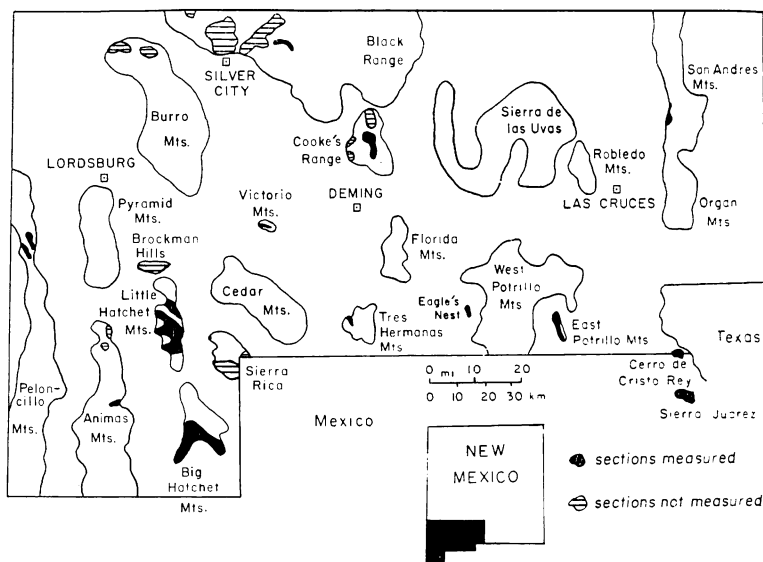 Black
Range
San Andres
Mts.
SILVER
CITY
Burro
Mts.
Sierra de
las Uvas
Cooke's
Range
Robledo
Mts.
LORDSBURG
DEMING
LAS CRUCES
Pyramid
Mts.
Victorio
Mts.
Organ
Mts
Brockman
Hills
Florida
Mts.
West
Potrillo
Mts
Little
Hatchet
Mts.
Cedar
Mts.
Eagle's
Nest
Tres
Hermanas
Mts
East
Potrillo Mts
Texas
Sierra
Rica
0 mi 10 20
0 10 20 30 km
Cerro de
Cristo Rey
Pelon-
cillo
Mts.
Animas
Mts.
Mexico
Sierra Juarez
Big
Hatchet
Mts.
NEW
MEXICO
sections measured
sections not measured